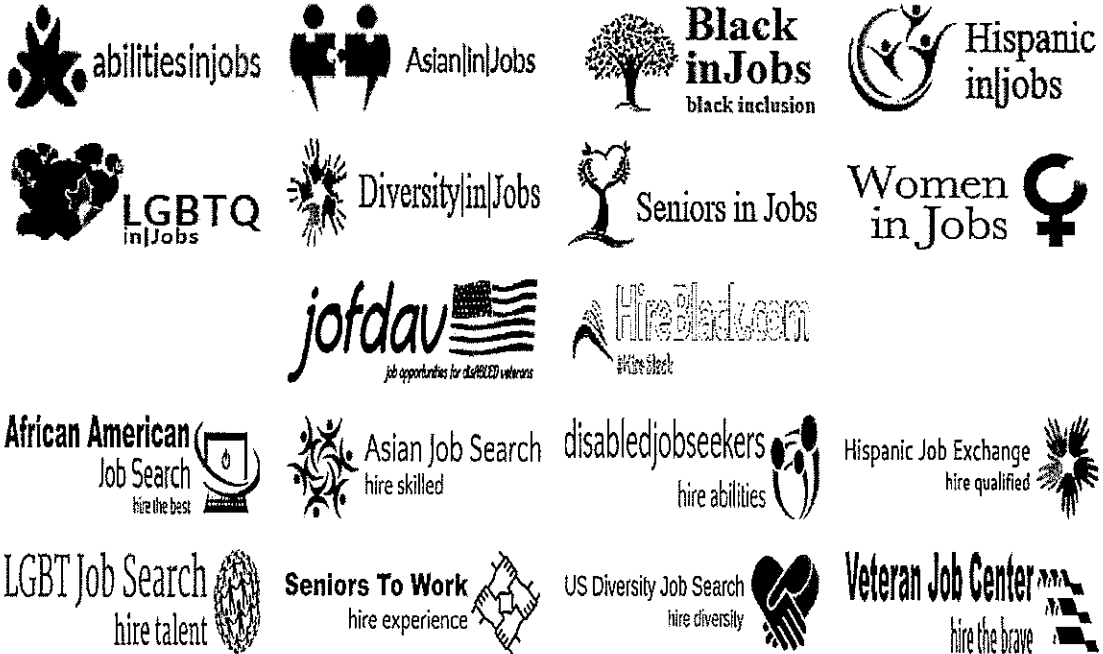 abilitiesinjobs
Asian|in|Jobs
Black
inJobs
black inclusion
Hispanic
in|jobs
LGBTQ
in|Jobs
Diversity|in|Jobs
Seniors in Jobs
Women
in Jobs
jofdav
job opportunities for disABLED veterans
HireBlack.com
#Hire Black
African American
Job Search
hire the best
Asian Job Search
hire skilled
disabledjobseekers
hire abilities
Hispanic Job Exchange
hire qualified
LGBT Job Search
hire talent
Seniors To Work
hire experience
US Diversity Job Search
hire diversity
Veteran Job Center
hire the brave